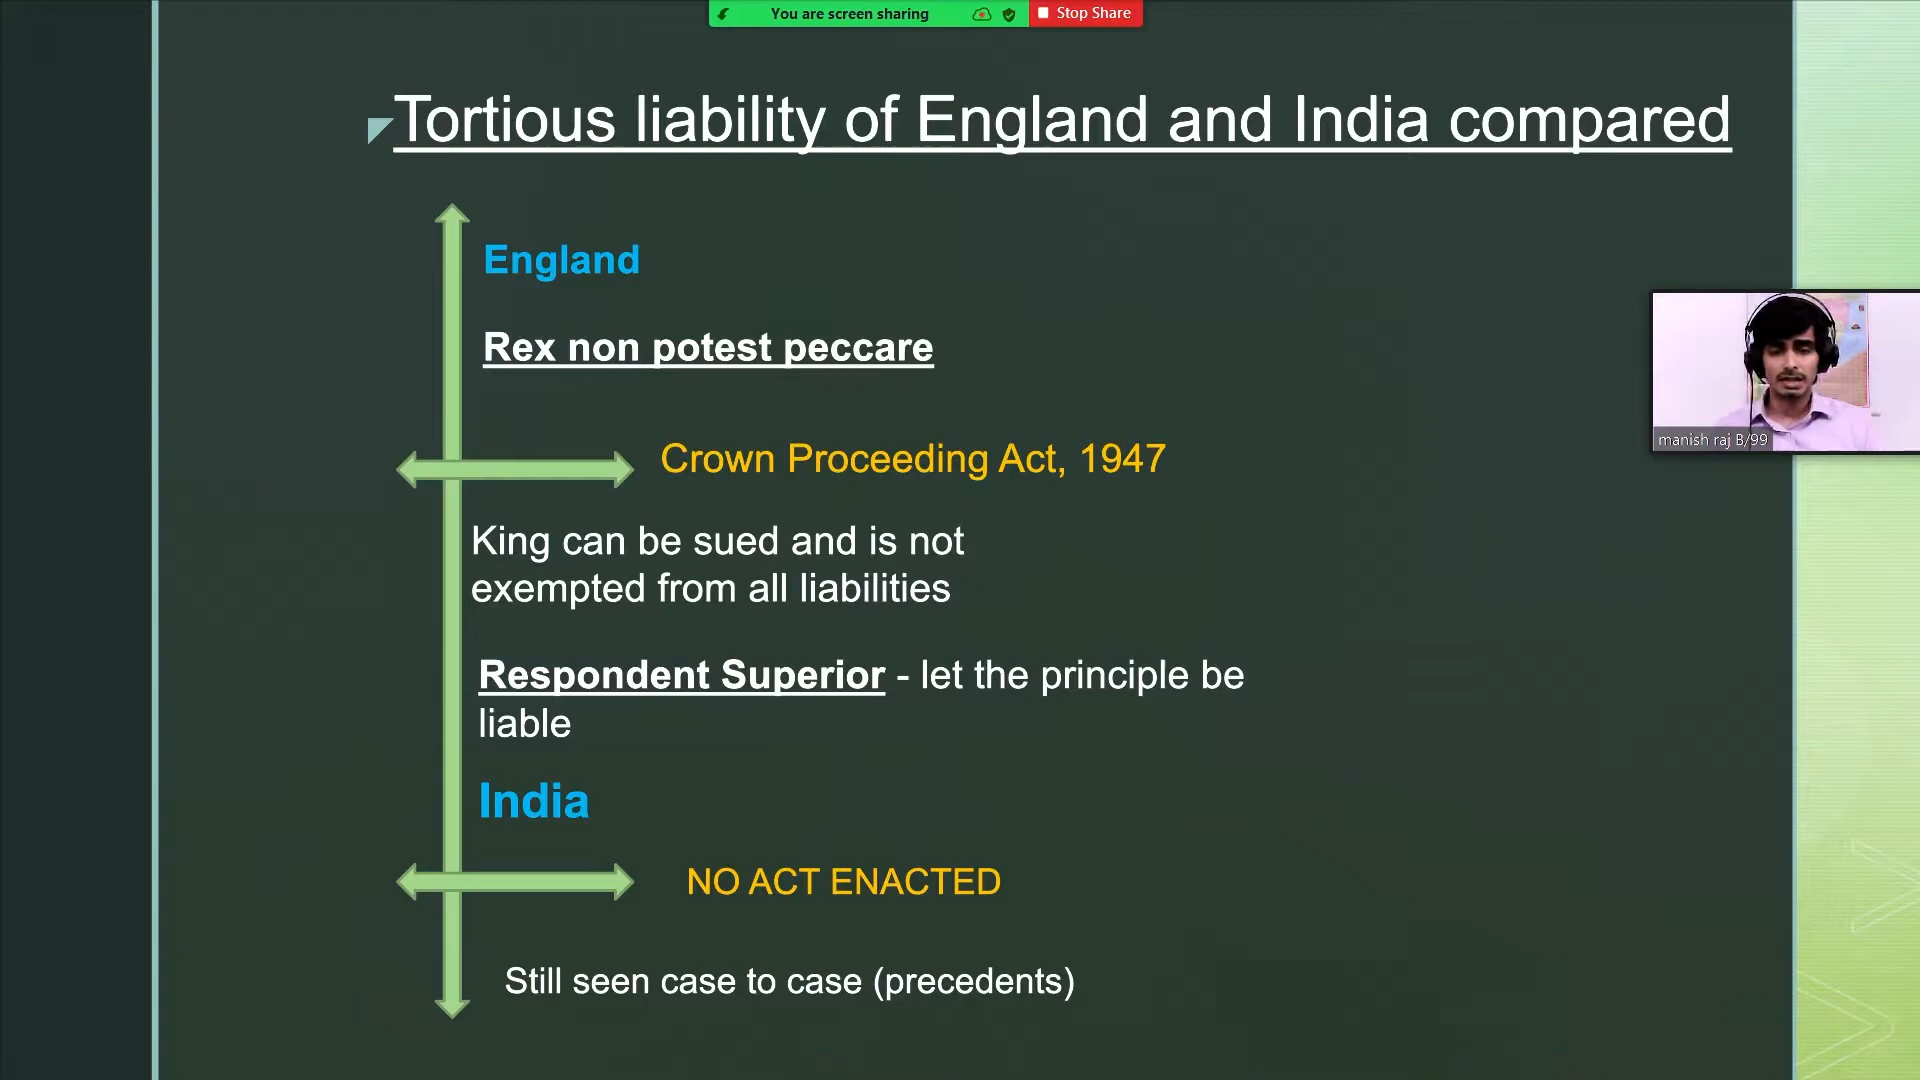 You are screen sharing
Stop Share
Tortious liability of England and India compared
England
Rex non potest peccare
Crown Proceeding Act, 1947
King can be sued and is not
exempted from all liabilities
Respondent Superior - let the principle be
liable
India
NO ACT ENACTED
Still seen case to case (precedents)
manish raj B/99